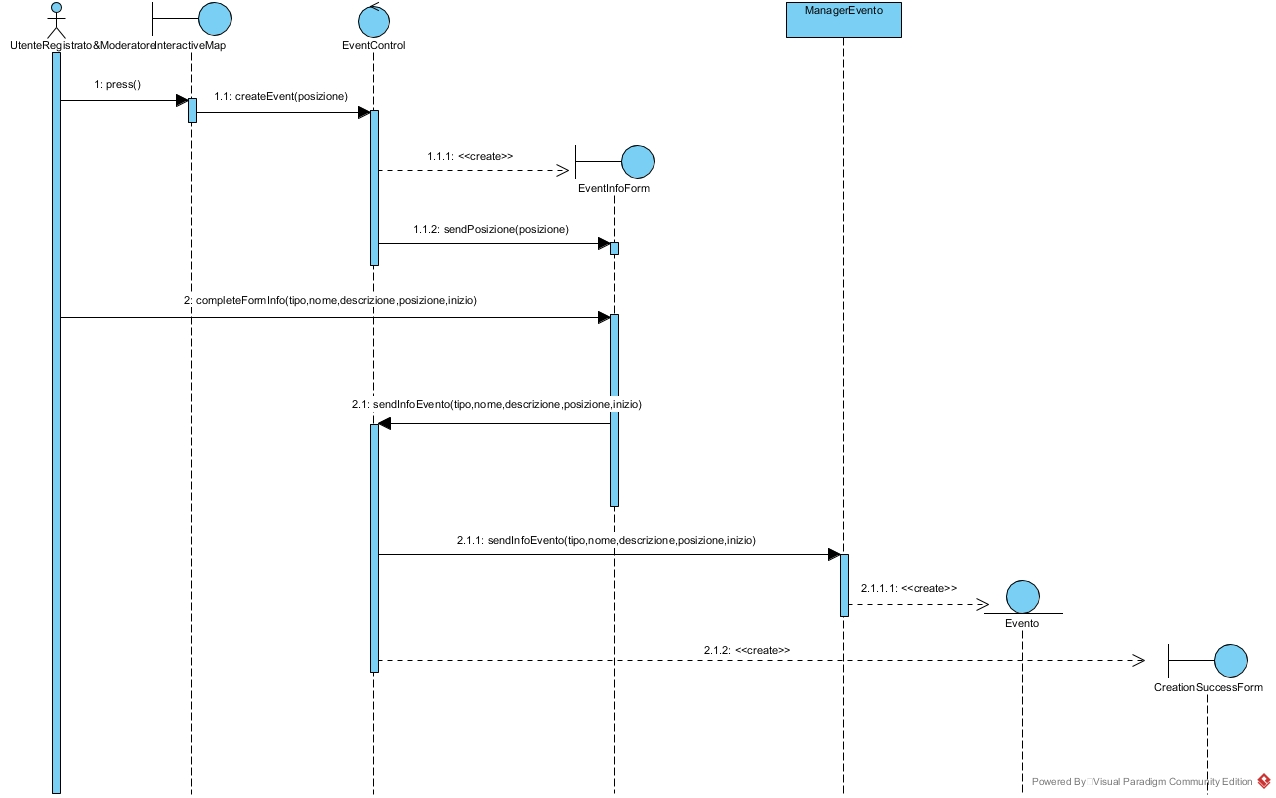 ManagerEvento
UtenteRegistrato&Moderatore
InteractiveMap
EventControl
1: press()
1.1: createEvent(posizione)
1.1.1: <<create>>
EventInfoForm
1.1.2: sendPosizione(posizione)
2: completeFormInfo(tipo,nome,descrizione,posizione,inizio)
2.1: sendInfoEvento(tipo,nome,descrizione,posizione,inizio)
2.1.1: sendInfoEvento(tipo,nome,descrizione,posizione,inizio)
2.1.1.1: <<create>>
Evento
2.1.2: <<create>>
CreationSuccessForm
Powered By Visual Paradigm Community Edition